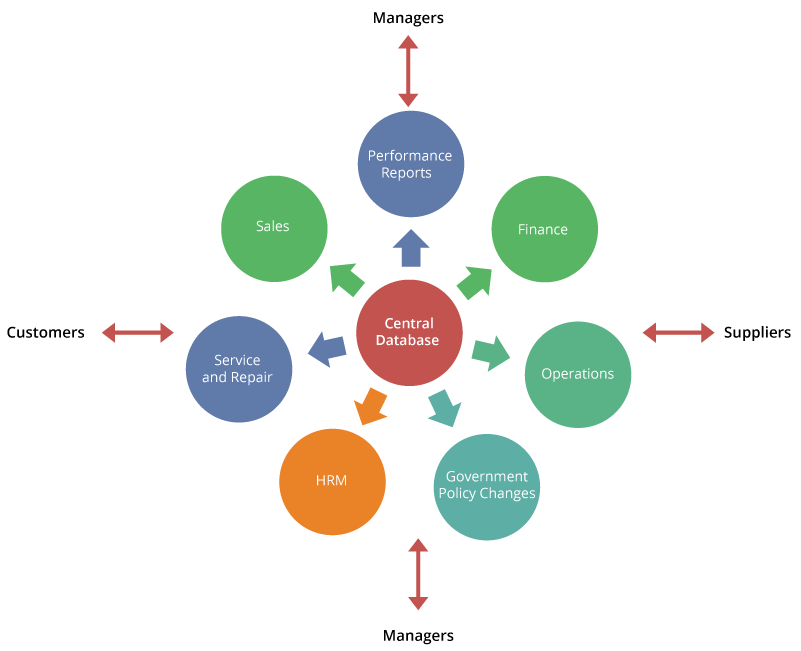 Managers
Performance
Reports
Sales
Finance
Central
Database
Customers
Suppliers
Service
and Repair
Operations
HRM
Government
Policy Changes
Managers